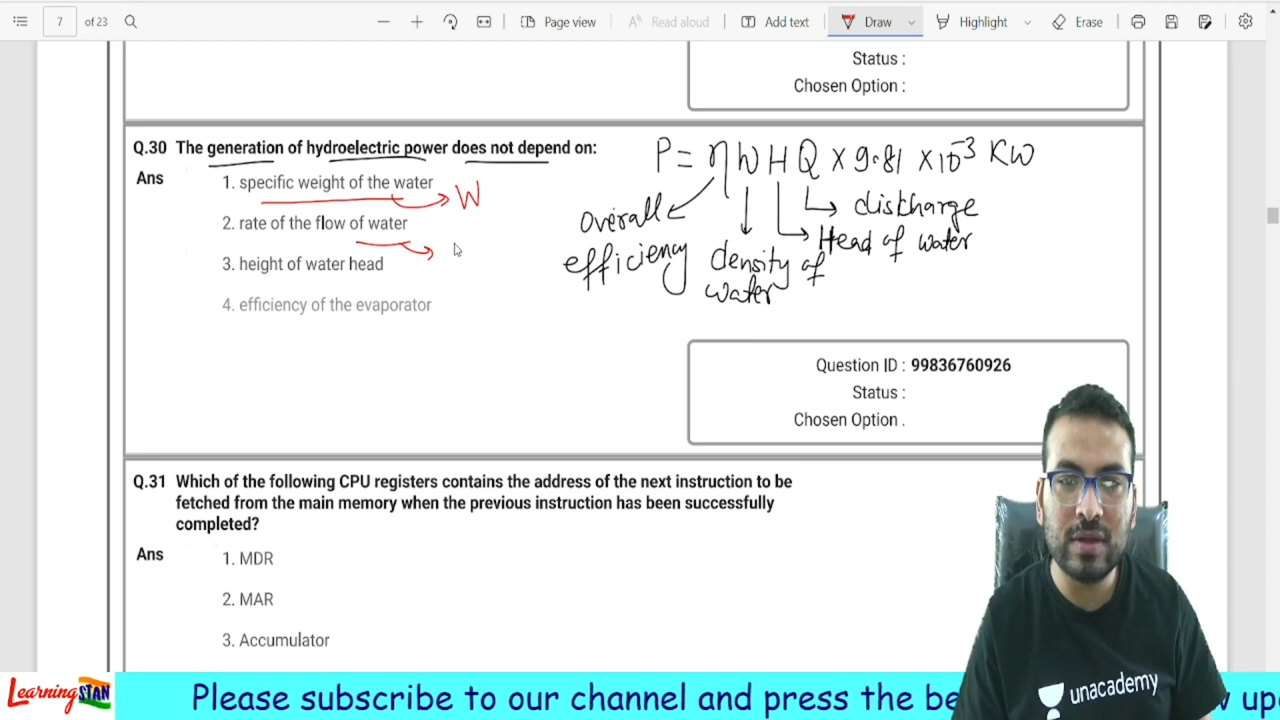 7 of 23
Page view
Read aloud
Add text
Draw
Highlight
Erase
Status :
Chosen Option :
Q.30 The generation of hydroelectric power does not depend on:
Ans
1. specific weight of the water
2. rate of the flow of water
3. height of water head
4. efficiency of the evaporator
W
P = η W H Q × 9.81 × 10⁻³ KW
overall
efficiency
density of
water
Head of water
discharge
Question ID : 99836760926
Status :
Chosen Option .
Q.31 Which of the following CPU registers contains the address of the next instruction to be
fetched from the main memory when the previous instruction has been successfully
completed?
Ans
1. MDR
2. MAR
3. Accumulator
unacademy
Learning STAN
Please subscribe to our channel and press the be